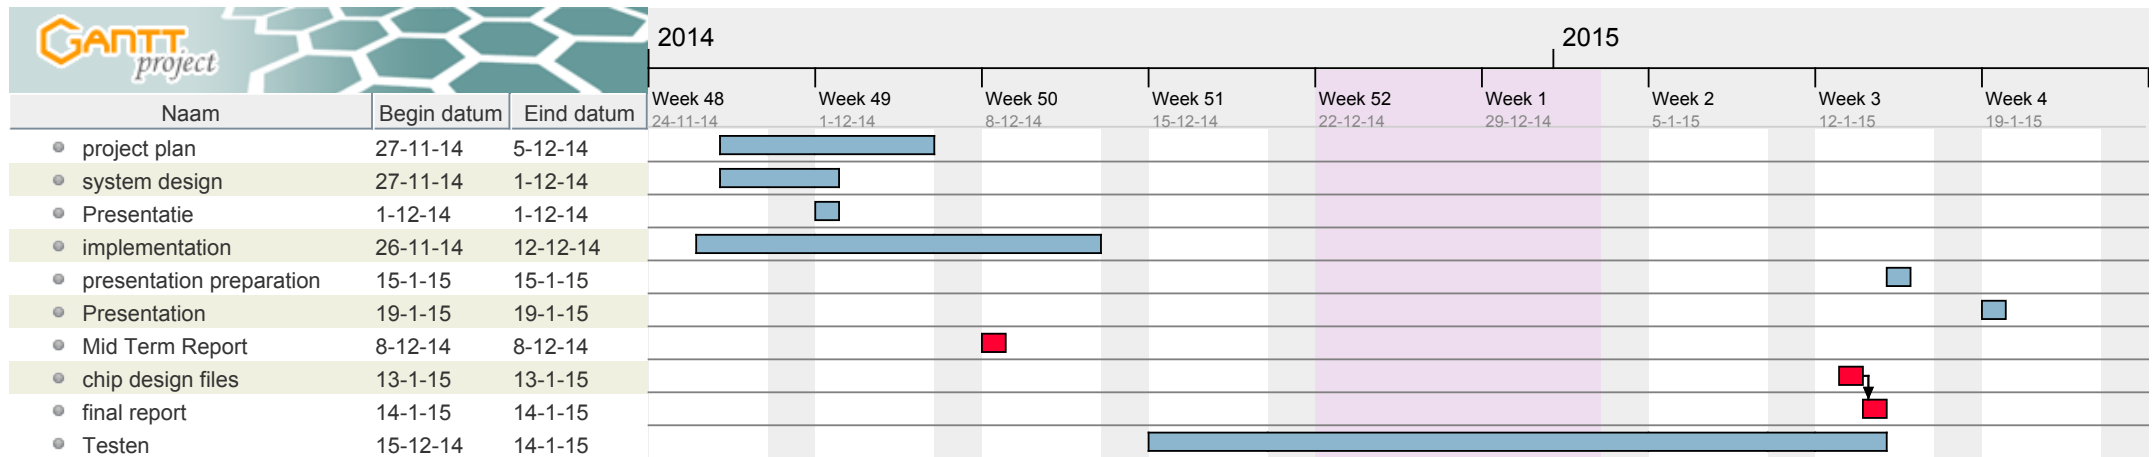 GANTT
project
2014
2015
Naam Begin datum Eind datum
Week 48 Week 49 Week 50 Week 51 Week 52 Week 1 Week 2 Week 3 Week 4
24-11-14 1-12-14 8-12-14 15-12-14 22-12-14 29-12-14 5-1-15 12-1-15 19-1-15
project plan 27-11-14 5-12-14
system design 27-11-14 1-12-14
Presentatie 1-12-14 1-12-14
implementation 26-11-14 12-12-14
presentation preparation 15-1-15 15-1-15
Presentation 19-1-15 19-1-15
Mid Term Report 8-12-14 8-12-14
chip design files 13-1-15 13-1-15
final report 14-1-15 14-1-15
Testen 15-12-14 14-1-15